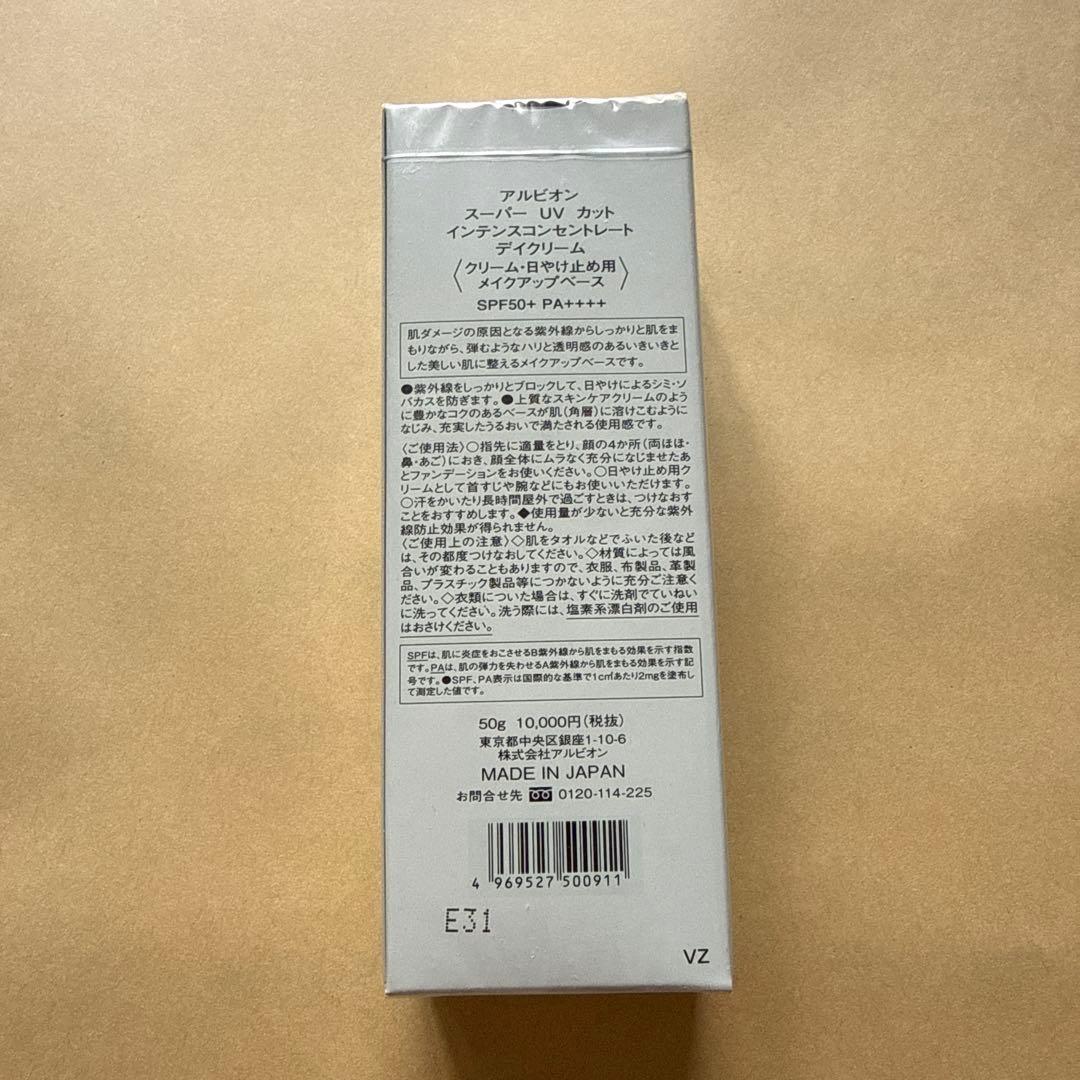 アルビオン
スーパー UV カット
インテンスコンセントレート
デイクリーム
〈クリーム・日やけ止め用
メイクアップベース〉
SPF50+ PA++++
肌ダメージの原因となる紫外線からしっかりと肌をま
もりながら、弾むようなハリと透明感のあるいきいきと
した美しい肌に整えるメイクアップベースです。
●紫外線をしっかりとブロックして、日やけによるシミ・ソ
バカスを防ぎます。●上質なスキンケアクリームのよう
に豊かなコクのあるベースが肌(角層)に溶けこむように
なじみ、充実したうるおいで満たされる使用感です。
〈ご使用法〉○指先に適量をとり、顔の4か所(両ほほ・
鼻・あご)におき、顔全体にムラなく充分になじませたあ
とファンデーションをお使いください。○日やけ止め用ク
リームとして首すじや腕などにもお使いいただけます。
○汗をかいたり長時間屋外で過ごすときは、つけなおす
ことをおすすめします。◆使用量が少ないと充分な紫外
線防止効果が得られません。
〈ご使用上の注意〉◇肌をタオルなどでふいた後など
は、その都度つけなおしてください。◇材質によっては風
合いが変わることもありますので、衣服、布製品、革製
品、プラスチック製品等につかないように充分ご注意く
ださい。◇衣類についた場合は、すぐに洗剤でていねい
に洗ってください。洗う際には、塩素系漂白剤のご使用
はおさけください。
SPFは、肌に炎症をおこさせるB紫外線から肌をまもる効果を示す指数
です。PAは、肌の弾力を失わせるA紫外線から肌をまもる効果を示す記
号です。●SPF、PA表示は国際的な基準で1c㎡あたり2mgを塗布し
て測定した値です。
50g 10,000円(税抜)
東京都中央区銀座1-10-6
株式会社アルビオン
MADE IN JAPAN
お問合せ先 0120-114-225
4 969527 500911
E31
VZ